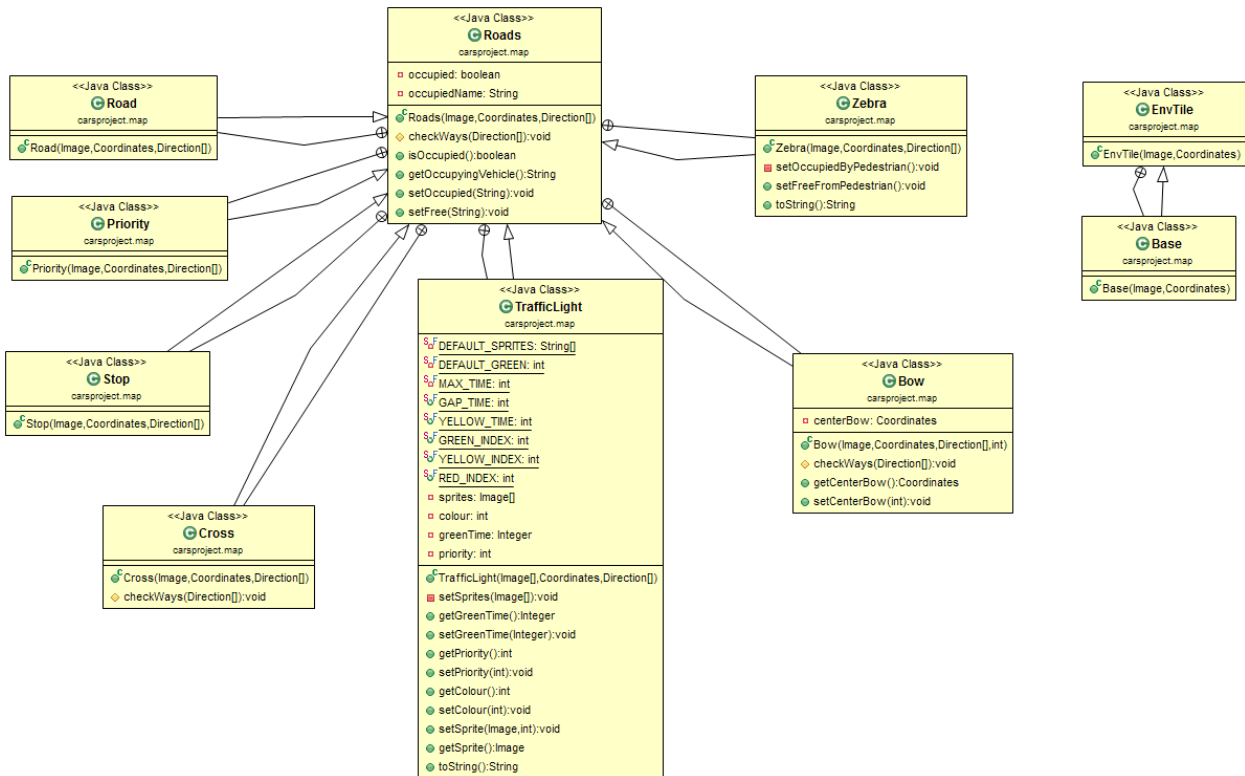 <<Java Class>>
Roads
carsproject.map
occupied: boolean
occupiedName: String
Roads(Image,Coordinates,Direction[])
checkWays(Direction[]):void
isOccupied():boolean
getOccupyingVehicle():String
setOccupied(String):void
setFree(String):void
<<Java Class>>
Road
carsproject.map
Road(Image,Coordinates,Direction[])
<<Java Class>>
Zebra
carsproject.map
Zebra(Image,Coordinates,Direction[])
setOccupiedByPedestrian():void
setFreeFromPedestrian():void
toString():String
<<Java Class>>
EnvTile
carsproject.map
EnvTile(Image,Coordinates)
<<Java Class>>
Priority
carsproject.map
Priority(Image,Coordinates,Direction[])
<<Java Class>>
Base
carsproject.map
Base(Image,Coordinates)
<<Java Class>>
TrafficLight
carsproject.map
DEFAULT_SPRITES: String[]
DEFAULT_GREEN: int
MAX_TIME: int
GAP_TIME: int
YELLOW_TIME: int
GREEN_INDEX: int
YELLOW_INDEX: int
RED_INDEX: int
sprites: Image[]
colour: int
greenTime: Integer
priority: int
TrafficLight(Image[],Coordinates,Direction[])
setSprites(Image[]):void
getGreenTime():Integer
setGreenTime(Integer):void
getPriority():int
setPriority(int):void
getColour():int
setColour(int):void
setSprite(Image,int):void
getSprite():Image
toString():String
<<Java Class>>
Stop
carsproject.map
Stop(Image,Coordinates,Direction[])
<<Java Class>>
Bow
carsproject.map
centerBow: Coordinates
Bow(Image,Coordinates,Direction[],int)
checkWays(Direction[]):void
getCenterBow():Coordinates
setCenterBow(int):void
<<Java Class>>
Cross
carsproject.map
Cross(Image,Coordinates,Direction[])
checkWays(Direction[]):void